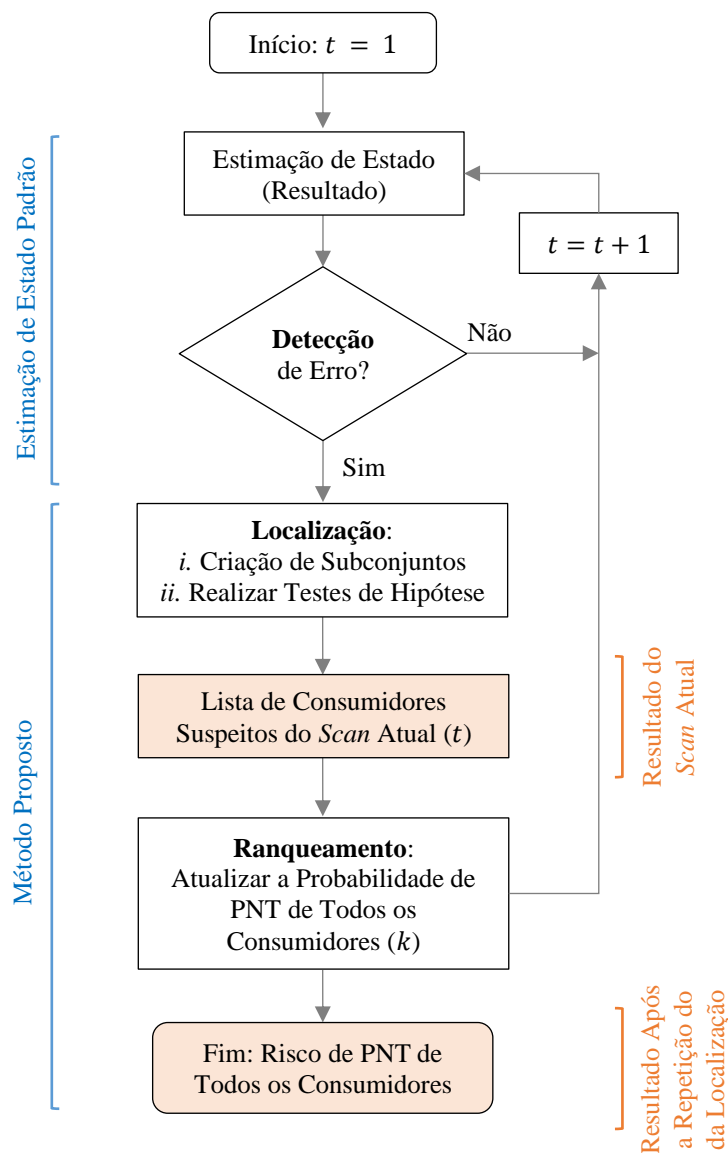 Início: t = 1
Estimação de Estado Padrão
Estimação de Estado
(Resultado)
t = t + 1
Detecção
de Erro?
Não
Sim
Método Proposto
Localização:
i. Criação de Subconjuntos
ii. Realizar Testes de Hipótese
Lista de Consumidores
Suspeitos do Scan Atual (t)
Resultado do
Scan Atual
Ranqueamento:
Atualizar a Probabilidade de
PNT de Todos os
Consumidores (k)
Fim: Risco de PNT de
Todos os Consumidores
Resultado Após
a Repetição do
da Localização